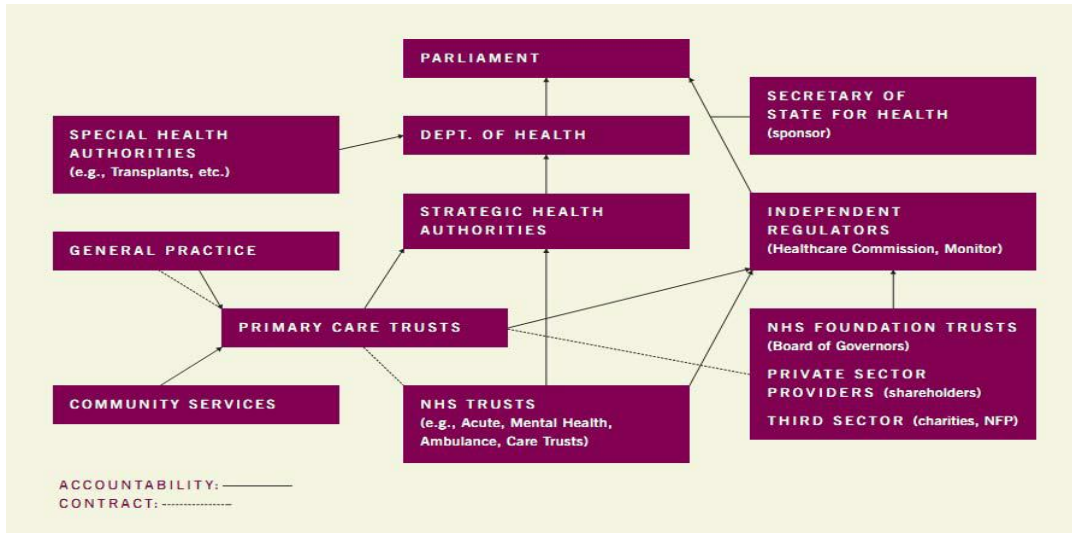 PARLIAMENT
SECRETARY OF
STATE FOR HEALTH
(sponsor)
SPECIAL HEALTH
AUTHORITIES
(e.g., Transplants, etc.)
DEPT. OF HEALTH
STRATEGIC HEALTH
AUTHORITIES
INDEPENDENT
REGULATORS
(Healthcare Commission, Monitor)
GENERAL PRACTICE
PRIMARY CARE TRUSTS
NHS FOUNDATION TRUSTS
(Board of Governors)
PRIVATE SECTOR
PROVIDERS (shareholders)
THIRD SECTOR (charities, NFP)
COMMUNITY SERVICES
NHS TRUSTS
(e.g., Acute, Mental Health,
Ambulance, Care Trusts)
ACCOUNTABILITY:
CONTRACT: